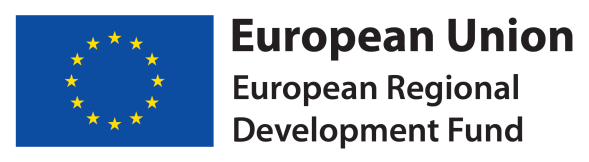 European Union
European Regional
Development Fund